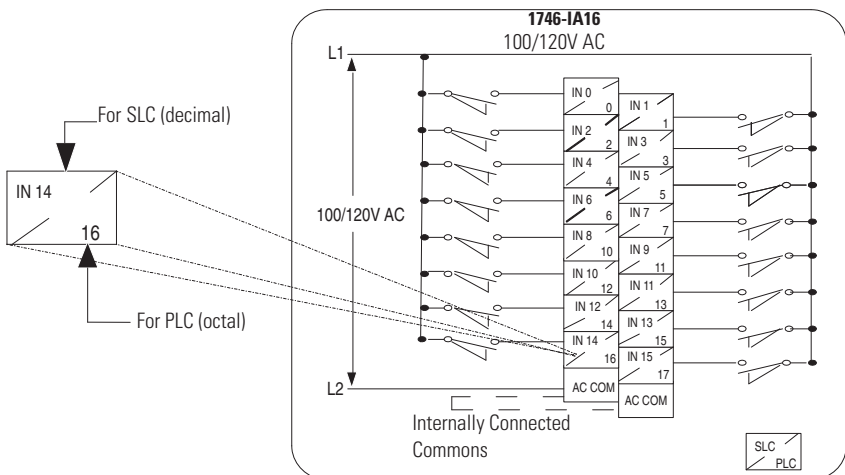 1746-IA16
100/120V AC
L1
For SLC (decimal)
IN 14
16
For PLC (octal)
100/120V AC
IN 0
0
IN 1
1
IN 2
2
IN 3
3
IN 4
4
IN 5
5
IN 6
6
IN 7
7
IN 8
10
IN 9
11
IN 10
12
IN 11
13
IN 12
14
IN 13
15
IN 14
16
IN 15
17
L2
AC COM
AC COM
Internally Connected
Commons
SLC
PLC